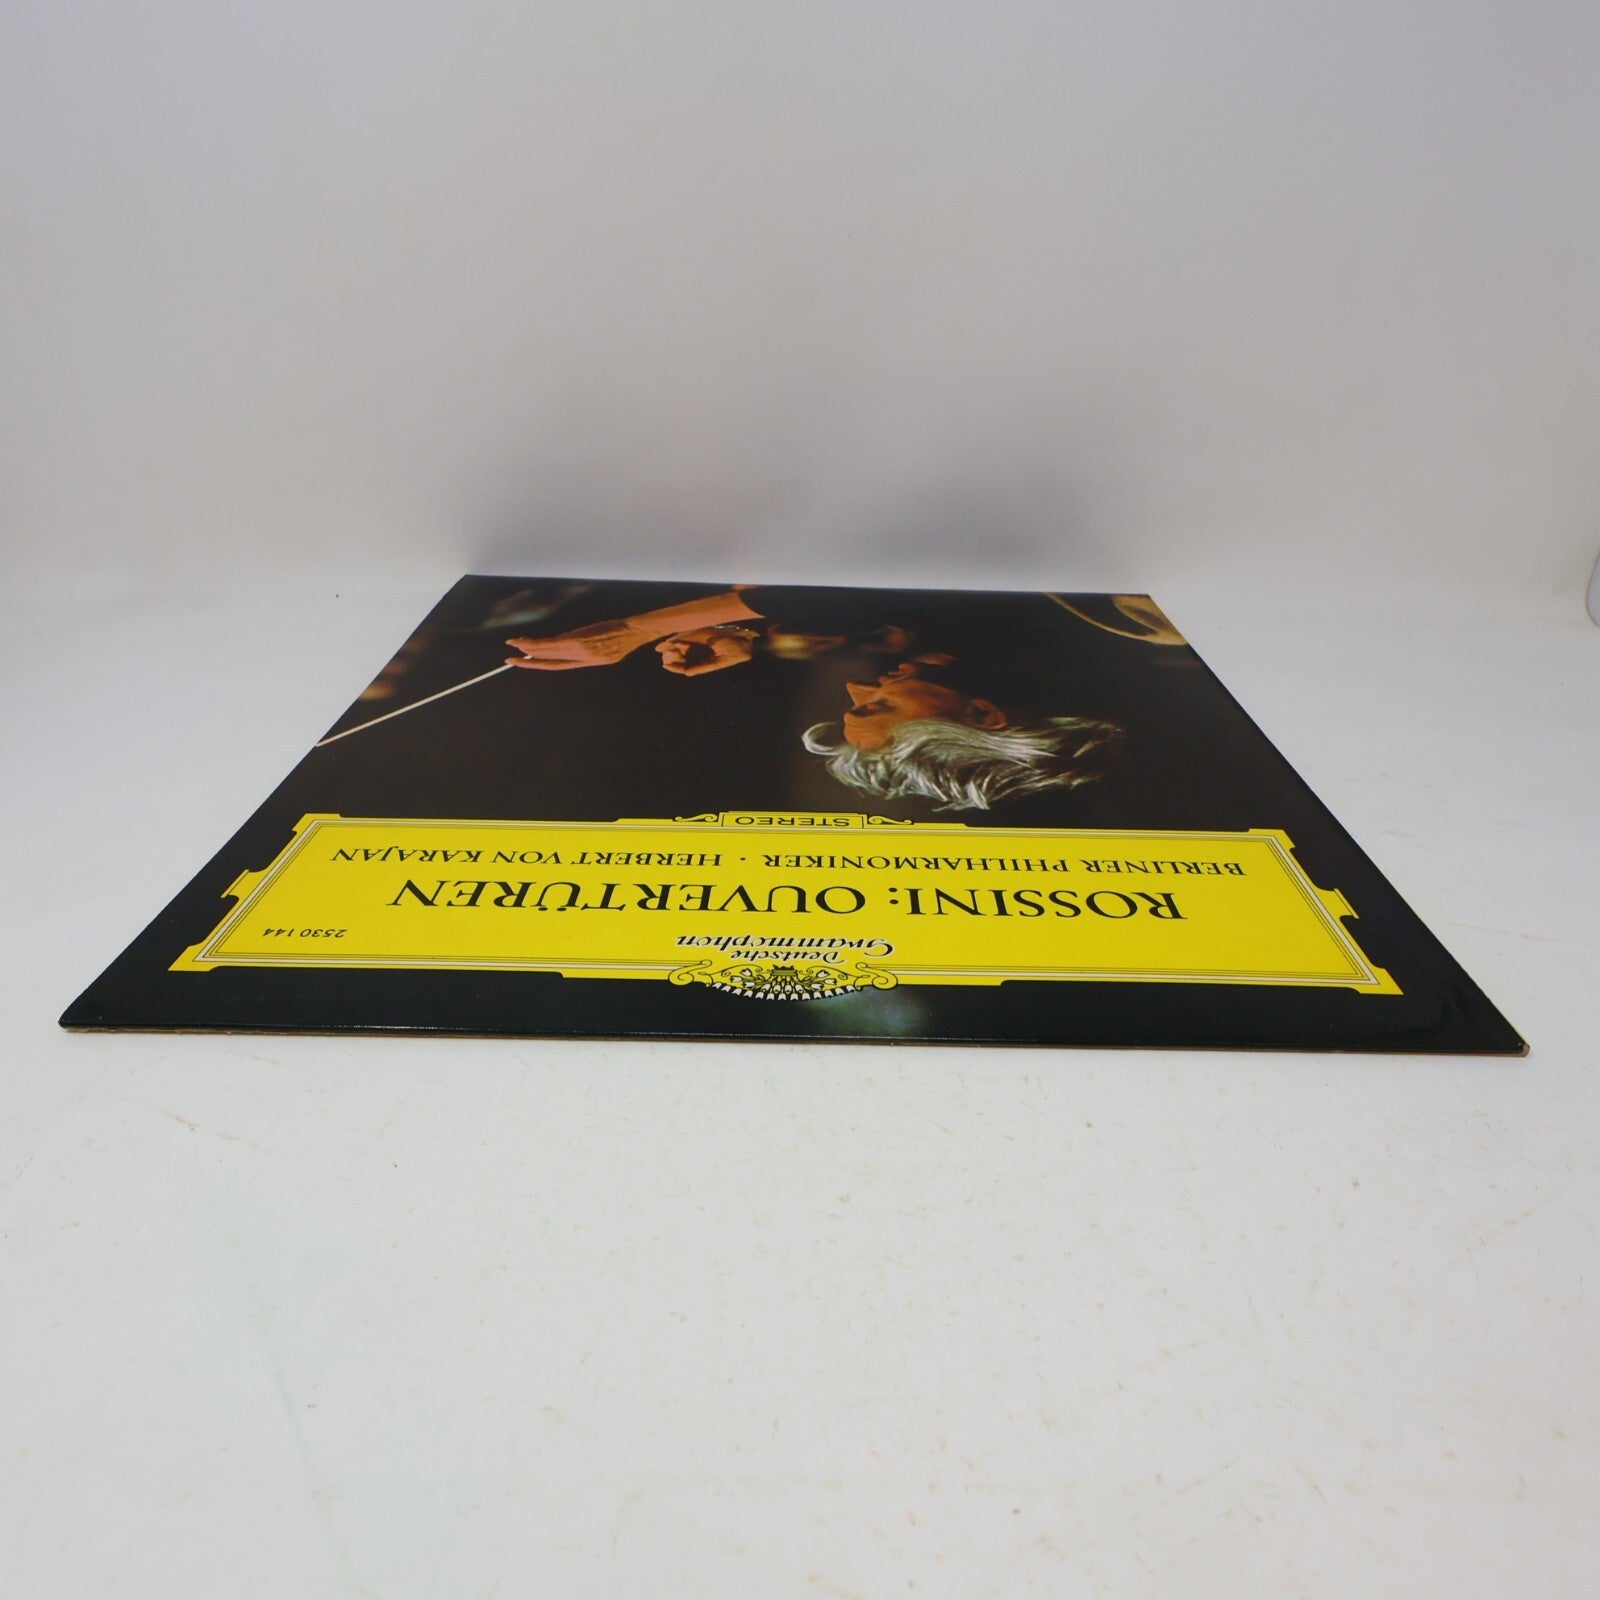 Deutsche
Grammophon
2530 144
ROSSINI: OUVERTÜREN
BERLINER PHILHARMONIKER · HERBERT VON KARAJAN
STEREO